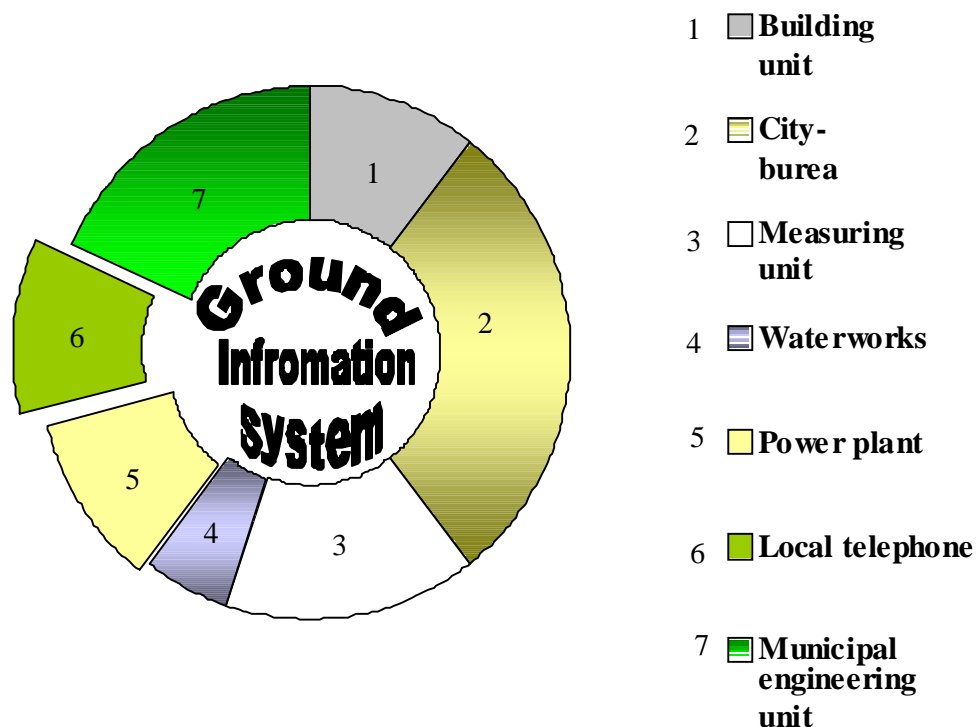 1 Building
unit
2 City-
burea
3 Measuring
unit
4 Waterworks
5 Power plant
6 Local telephone
7 Municipal
engineering
unit
1
2
3
4
5
6
7
Ground
Infromation
system